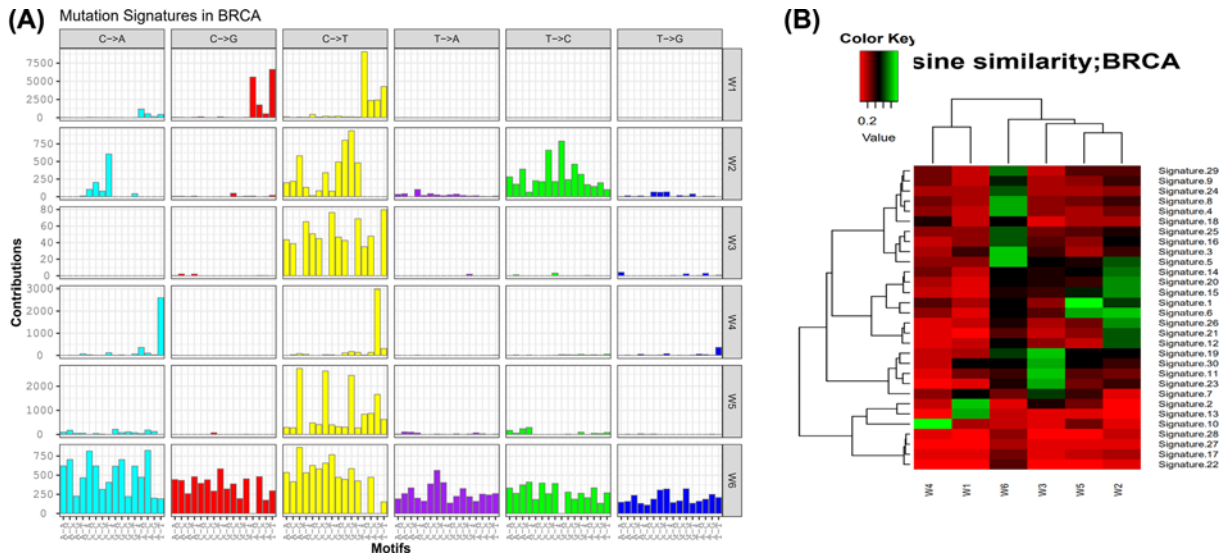 (A)
Mutation Signatures in BRCA
C->A
C->G
C->T
T->A
T->C
T->G
7500
5000
2500
0
W1
750
500
250
0
W2
80
60
40
20
0
W3
3000
2000
1000
0
W4
2000
1000
0
W5
750
500
250
0
W6
Contributions
Motifs
(B)
Color Key
sine similarity;BRCA
0.2
Value
Signature.29
Signature.9
Signature.24
Signature.8
Signature.4
Signature.18
Signature.25
Signature.16
Signature.3
Signature.5
Signature.14
Signature.20
Signature.15
Signature.1
Signature.6
Signature.26
Signature.21
Signature.12
Signature.19
Signature.30
Signature.11
Signature.23
Signature.7
Signature.2
Signature.13
Signature.10
Signature.28
Signature.27
Signature.17
Signature.22
W4
W1
W6
W3
W5
W2